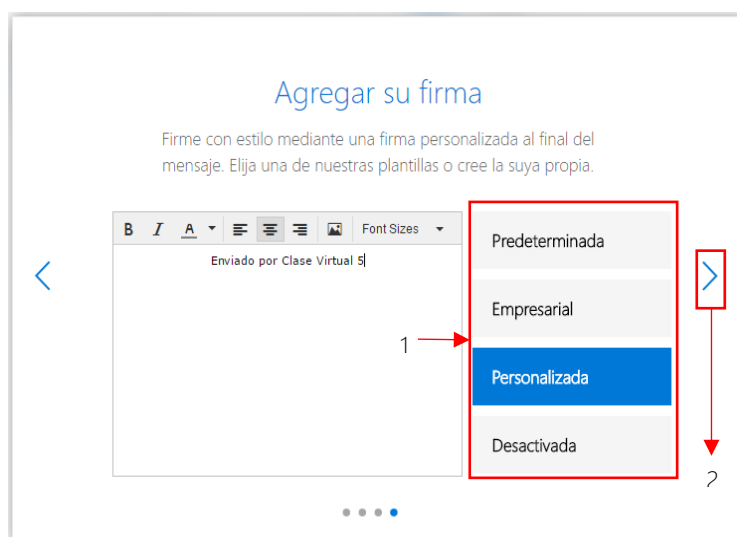 Agregar su firma
Firme con estilo mediante una firma personalizada al final del
mensaje. Elija una de nuestras plantillas o cree la suya propia.
B I A Font Sizes
Enviado por Clase Virtual 5
Predeterminada
Empresarial
1
Personalizada
Desactivada
2